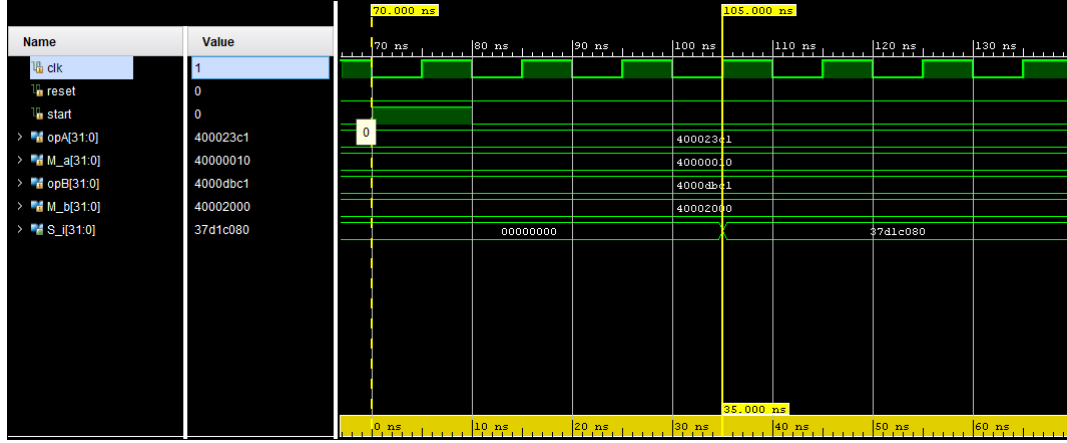 70.000 ns 105.000 ns
Name Value
70 ns 80 ns 90 ns 100 ns 110 ns 120 ns 130 ns
clk 1
reset 0
start 0
0
opA[31:0] 400023c1 400023c1
M_a[31:0] 40000010 40000010
opB[31:0] 4000dbc1 4000dbc1
M_b[31:0] 40002000 40002000
S_i[31:0] 37d1c080 00000000 37d1c080
35.000 ns
0 ns 10 ns 20 ns 30 ns 40 ns 50 ns 60 ns